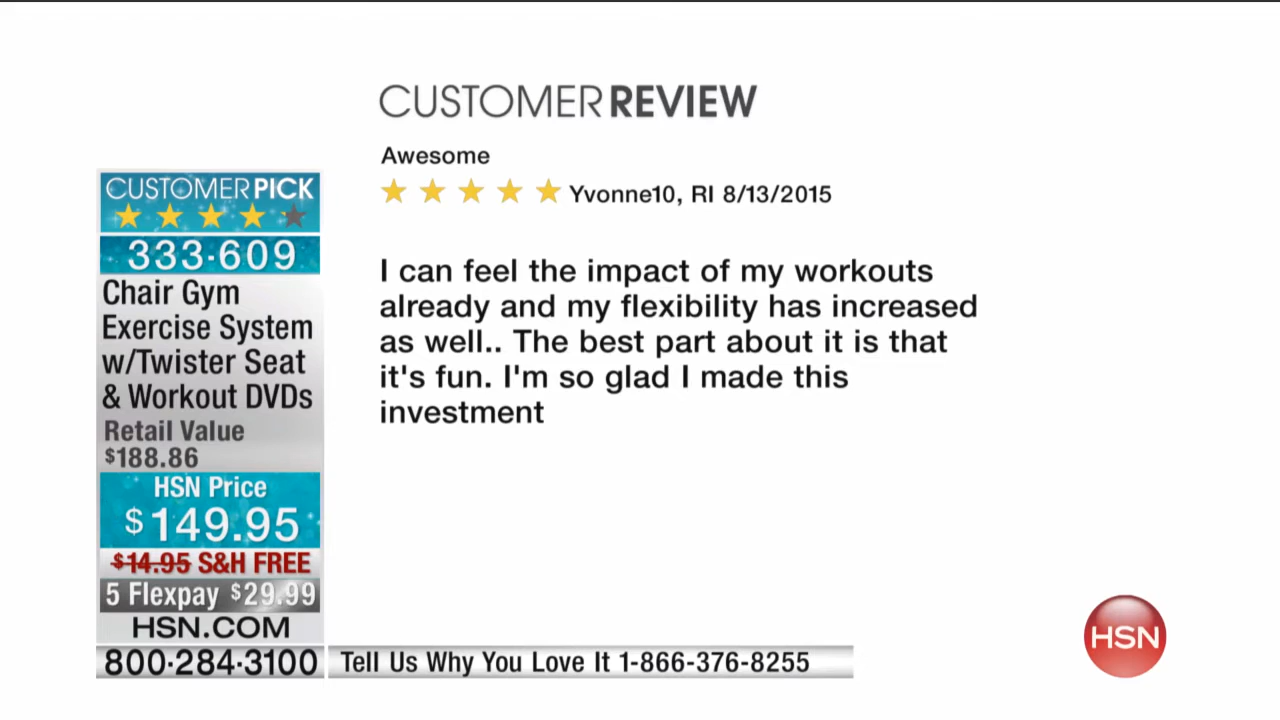 CUSTOMER REVIEW
Awesome
Yvonne10, RI 8/13/2015
I can feel the impact of my workouts
already and my flexibility has increased
as well.. The best part about it is that
it's fun. I'm so glad I made this
investment
CUSTOMER PICK
333-609
Chair Gym
Exercise System
w/Twister Seat
& Workout DVDs
Retail Value
$188.86
HSN Price
$149.95
$14.95 S&H FREE
5 Flexpay $29.99
HSN.COM
800-284-3100
Tell Us Why You Love It 1-866-376-8255
HSN